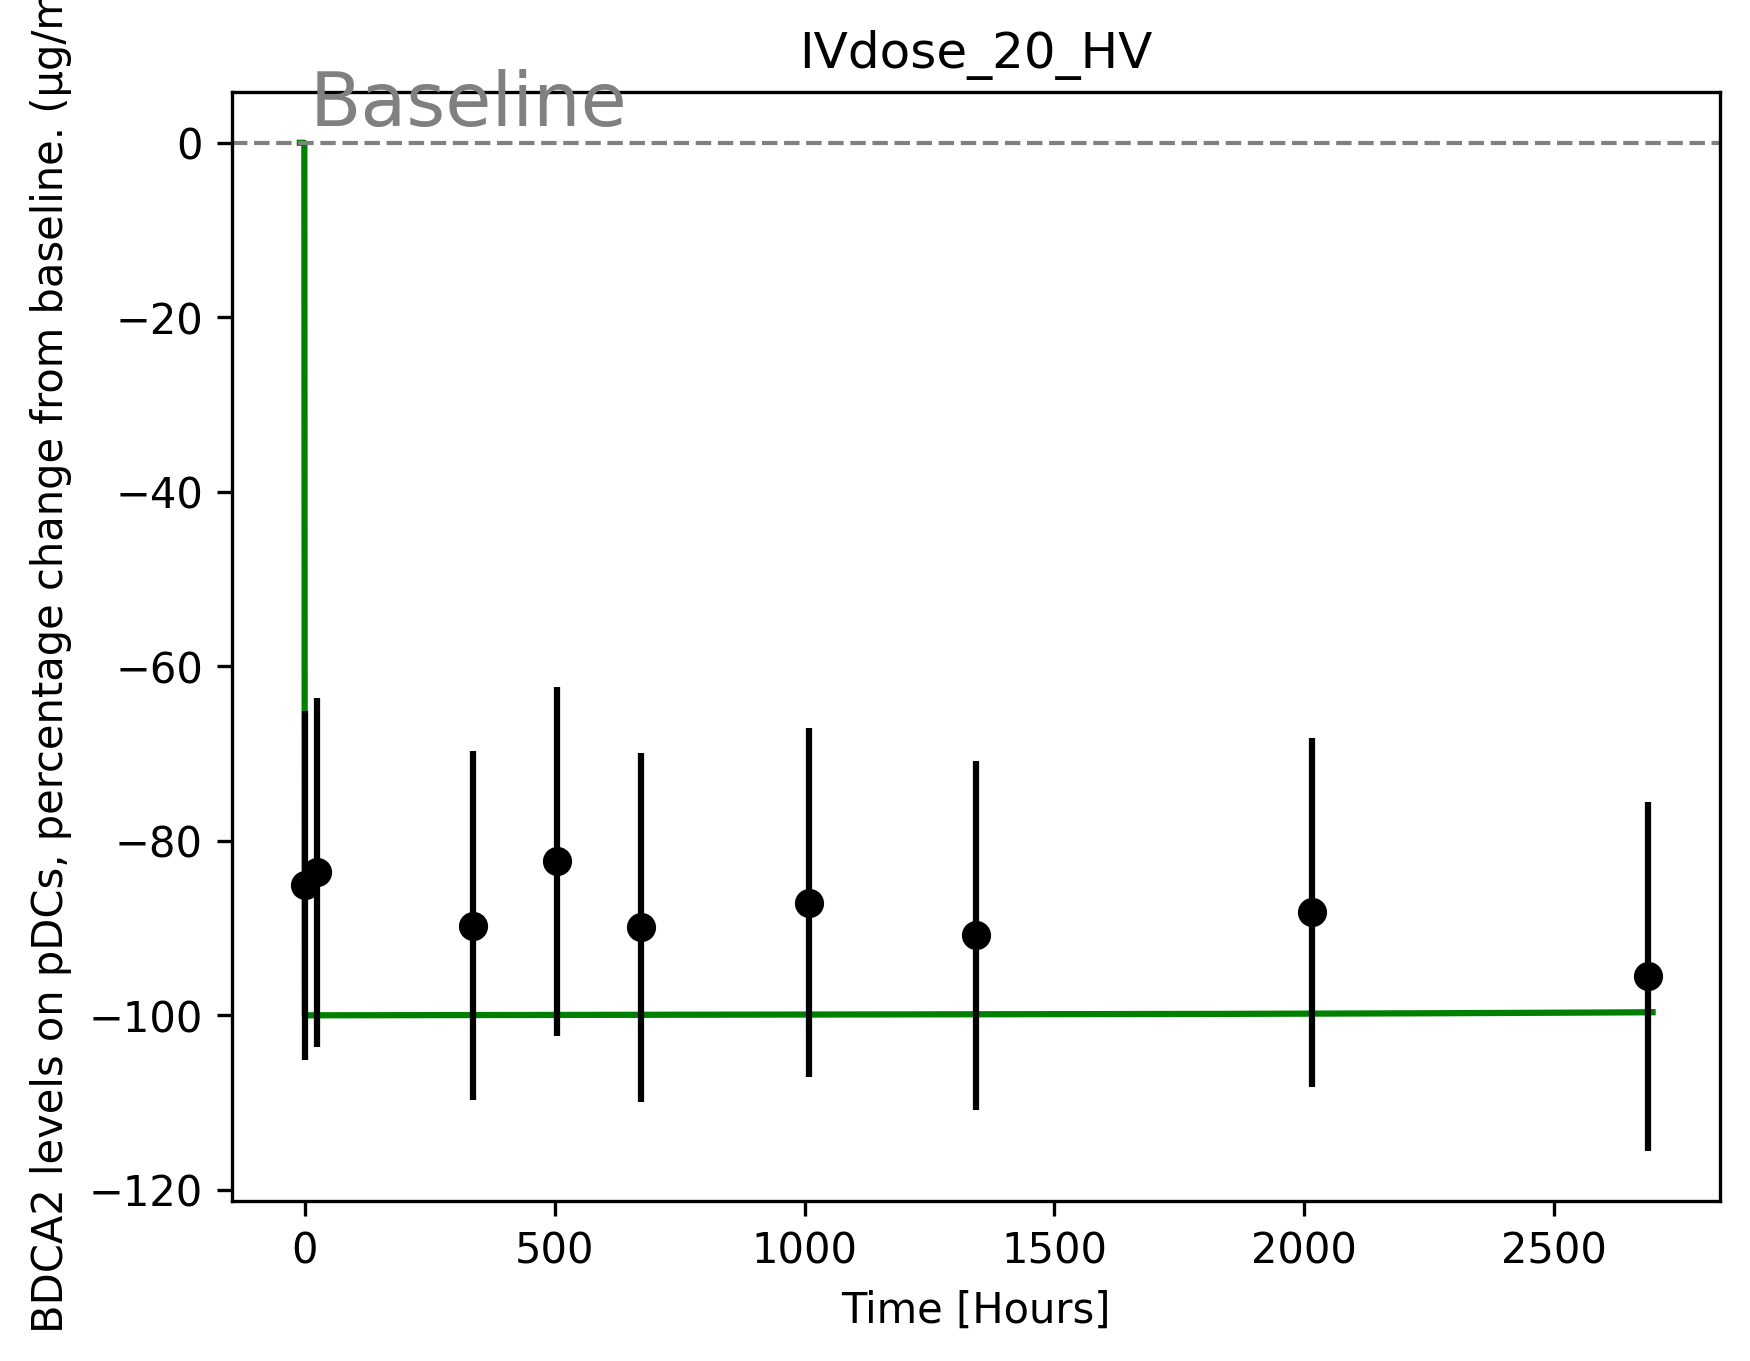 IVdose_20_HV
Baseline
BDCA2 levels on pDCs, percentage change from baseline. (µg/m
0
−20
−40
−60
−80
−100
−120
0 500 1000 1500 2000 2500
Time [Hours]